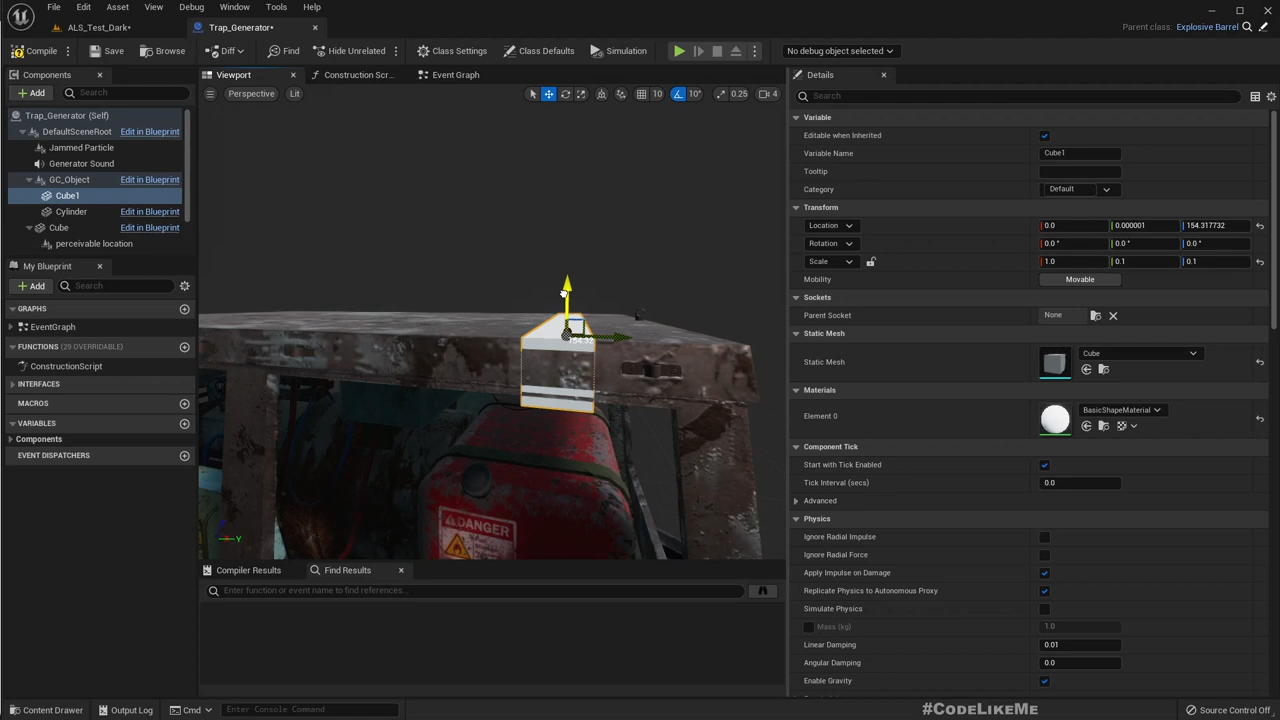 File Edit Asset View Debug Window Tools Help
ALS_Test_Dark•
Trap_Generator•
Parent class: Explosive Barrel
Compile
Save
Browse
Diff
Find
Hide Unrelated
Class Settings
Class Defaults
Simulation
No debug object selected
Components
Add
Search
Trap_Generator (Self)
DefaultSceneRoot Edit in Blueprint
Jammed Particle
Generator Sound
GC_Object Edit in Blueprint
Cube1
Cylinder Edit in Blueprint
Cube Edit in Blueprint
perceivable location
My Blueprint
Add
Search
GRAPHS
EventGraph
FUNCTIONS (29 OVERRIDABLE)
ConstructionScript
INTERFACES
MACROS
VARIABLES
Components
EVENT DISPATCHERS
Viewport
Construction Scr...
Event Graph
Perspective
Lit
10
10°
0.25
4
154.32
DANGER
Y
Compiler Results
Find Results
Enter function or event name to find references...
Details
Search
Variable
Editable when Inherited
Variable Name Cube1
Tooltip
Category Default
Transform
Location 0.0 0.000001 154.317732
Rotation 0.0 ° 0.0 ° 0.0 °
Scale 1.0 0.1 0.1
Mobility Movable
Sockets
Parent Socket None
Static Mesh
Static Mesh Cube
Materials
Element 0 BasicShapeMaterial
Component Tick
Start with Tick Enabled
Tick Interval (secs) 0.0
Advanced
Physics
Ignore Radial Impulse
Ignore Radial Force
Apply Impulse on Damage
Replicate Physics to Autonomous Proxy
Simulate Physics
Mass (kg) 1.0
Linear Damping 0.01
Angular Damping 0.0
Enable Gravity
Content Drawer
Output Log
Cmd
Enter Console Command
#CodeLikeMe
Source Control Off